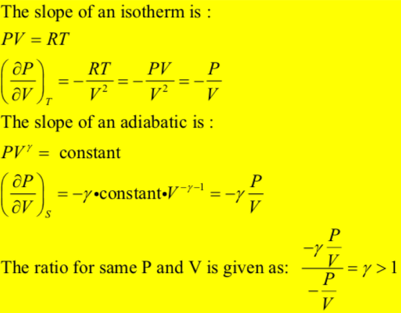 The slope of an isotherm is :
PV = RT
(∂P/∂V)_T = −RT/V² = −PV/V² = −P/V
The slope of an adiabatic is :
PV^γ = constant
(∂P/∂V)_S = −γ•constant•V^(−γ−1) = −γ P/V
The ratio for same P and V is given as: (−γ P/V)/(−P/V) = γ > 1